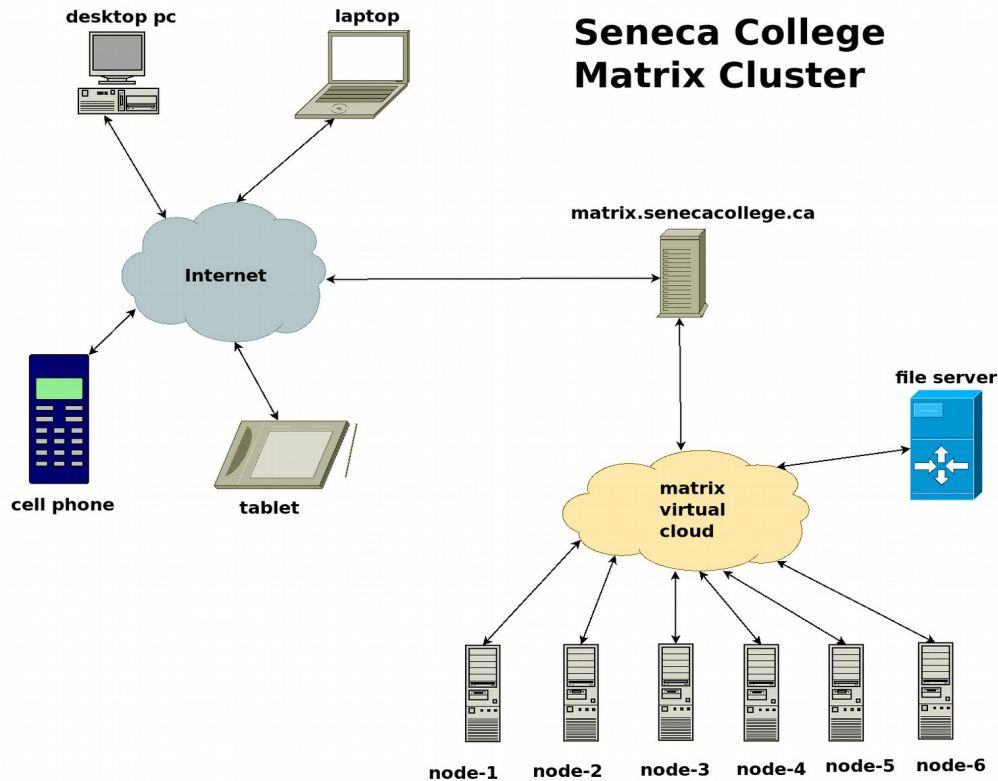 desktop pc
laptop
Seneca College
Matrix Cluster
matrix.senecacollege.ca
Internet
file server
cell phone
tablet
matrix
virtual
cloud
node-1
node-2
node-3
node-4
node-5
node-6